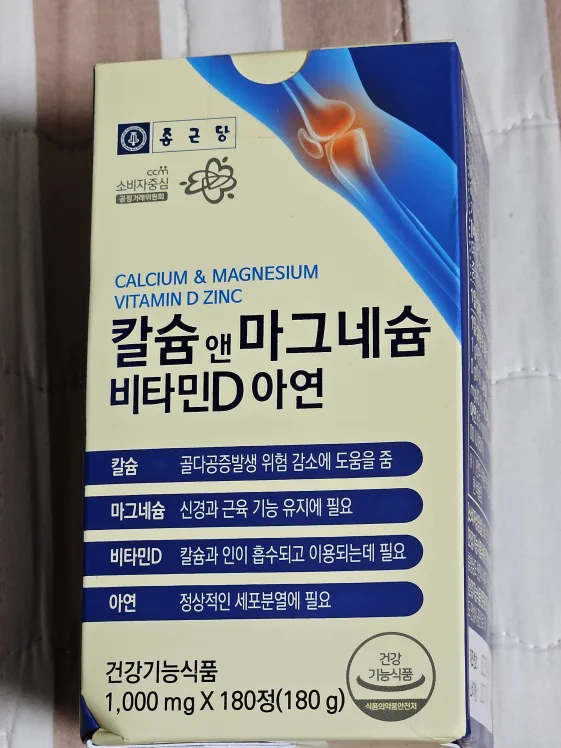 종근당
ccm
소비자중심
공정거래위원회
CALCIUM & MAGNESIUM
VITAMIN D ZINC
칼슘 앤 마그네슘
비타민D 아연
칼슘 골다공증발생 위험 감소에 도움을 줌
마그네슘 신경과 근육 기능 유지에 필요
비타민D 칼슘과 인이 흡수되고 이용되는데 필요
아연 정상적인 세포분열에 필요
건강기능식품
1,000 mg X 180정(180 g)
건강
기능식품
식품의약품안전처